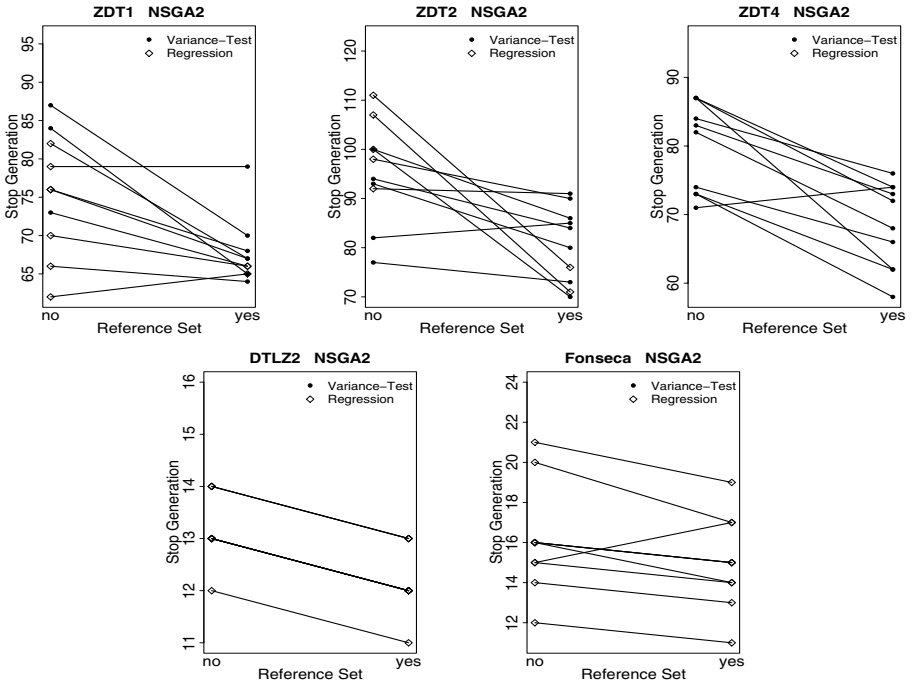 ZDT1 NSGA2
Variance−Test
Regression
Stop Generation
95
90
85
80
75
70
65
no
yes
Reference Set
ZDT2 NSGA2
Variance−Test
Regression
Stop Generation
120
110
100
90
80
70
no
yes
Reference Set
ZDT4 NSGA2
Variance−Test
Regression
Stop Generation
90
80
70
60
no
yes
Reference Set
DTLZ2 NSGA2
Variance−Test
Regression
Stop Generation
16
15
14
13
12
11
no
yes
Reference Set
Fonseca NSGA2
Variance−Test
Regression
Stop Generation
24
22
20
18
16
14
12
no
yes
Reference Set